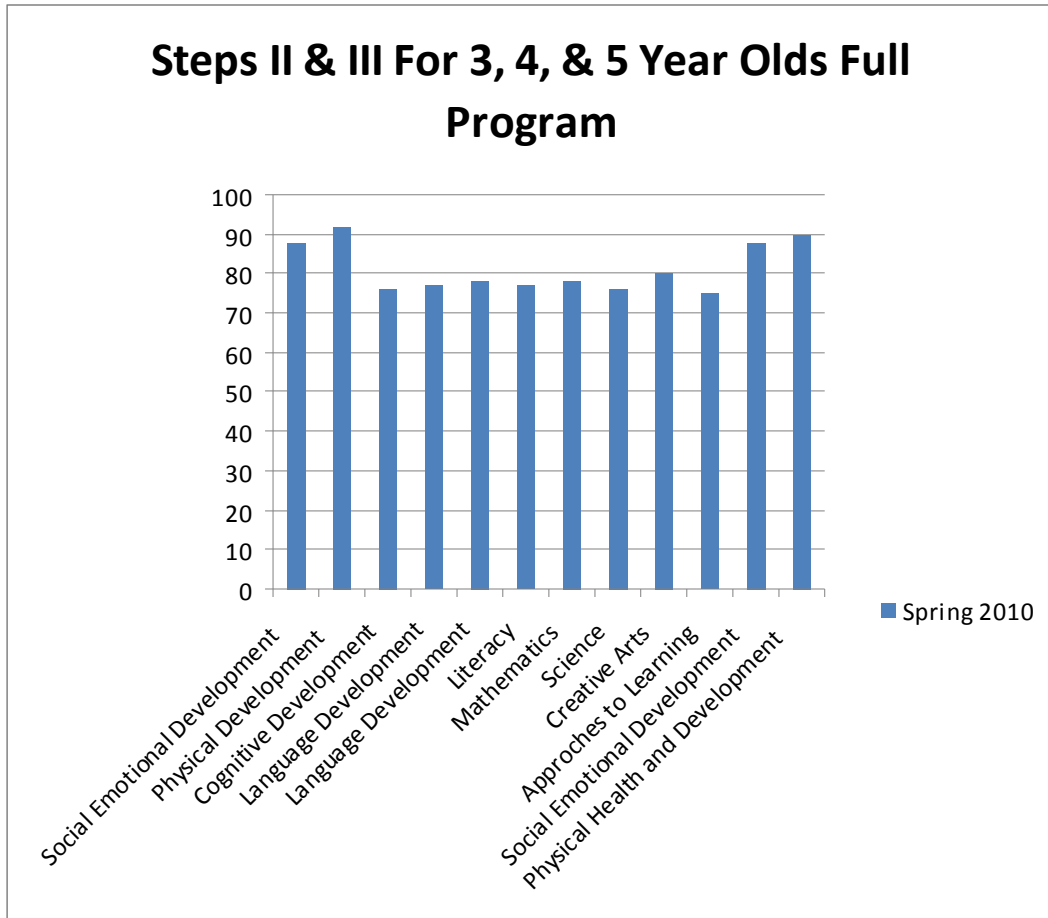 Steps II & III For 3, 4, & 5 Year Olds Full
Program
100
90
80
70
60
50
40
30
20
10
0
Social Emotional Development
Physical Development
Cognitive Development
Language Development
Language Development
Literacy
Mathematics
Science
Creative Arts
Approches to Learning
Social Emotional Development
Physical Health and Development
Spring 2010